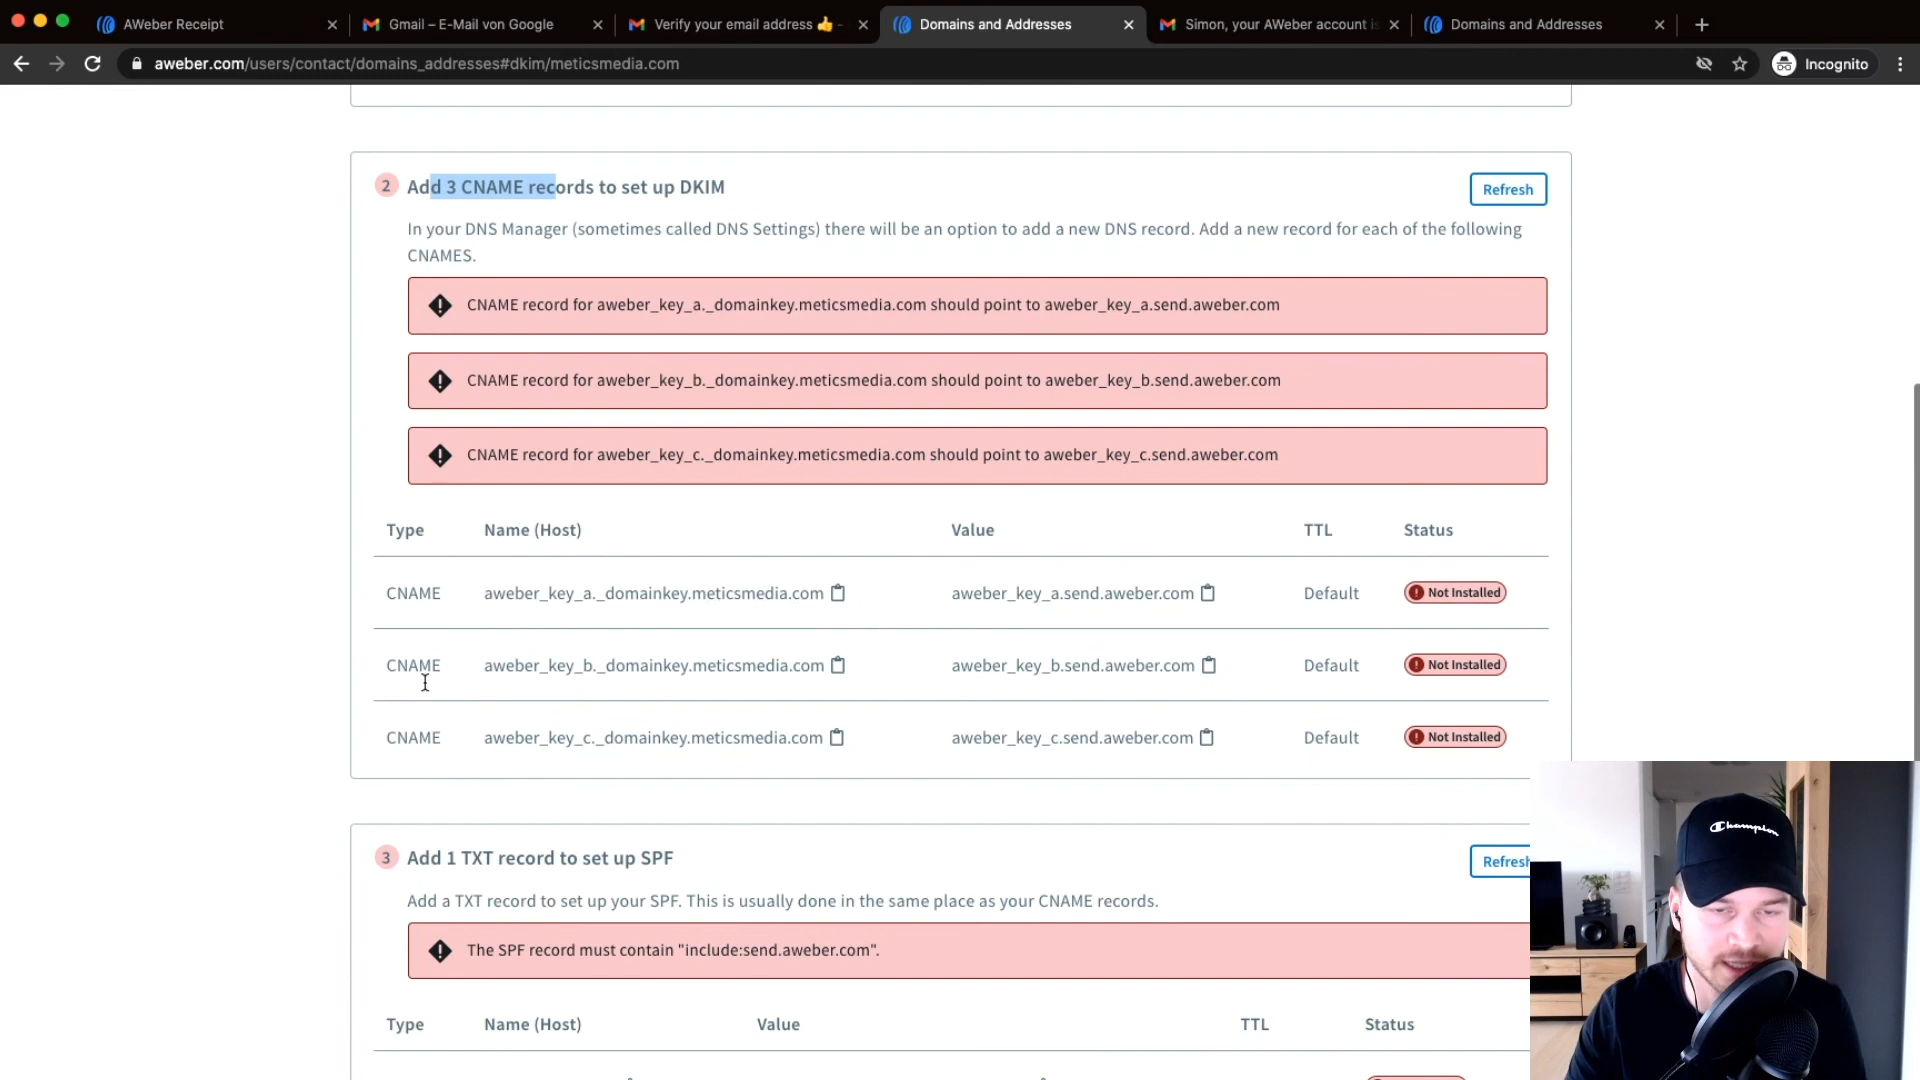 AWeber Receipt
Gmail – E-Mail von Google
Verify your email address 👍 -
Domains and Addresses
Simon, your AWeber account is
Domains and Addresses
aweber.com/users/contact/domains_addresses#dkim/meticsmedia.com
Incognito
2 Add 3 CNAME records to set up DKIM
Refresh
In your DNS Manager (sometimes called DNS Settings) there will be an option to add a new DNS record. Add a new record for each of the following
CNAMES.
CNAME record for aweber_key_a._domainkey.meticsmedia.com should point to aweber_key_a.send.aweber.com
CNAME record for aweber_key_b._domainkey.meticsmedia.com should point to aweber_key_b.send.aweber.com
CNAME record for aweber_key_c._domainkey.meticsmedia.com should point to aweber_key_c.send.aweber.com
Type Name (Host) Value TTL Status
CNAME aweber_key_a._domainkey.meticsmedia.com aweber_key_a.send.aweber.com Default Not Installed
CNAME aweber_key_b._domainkey.meticsmedia.com aweber_key_b.send.aweber.com Default Not Installed
CNAME aweber_key_c._domainkey.meticsmedia.com aweber_key_c.send.aweber.com Default Not Installed
3 Add 1 TXT record to set up SPF
Refresh
Add a TXT record to set up your SPF. This is usually done in the same place as your CNAME records.
The SPF record must contain "include:send.aweber.com".
Type Name (Host) Value TTL Status
Champion